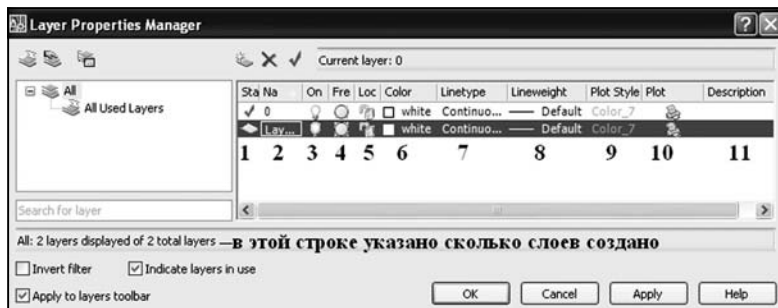 Layer Properties Manager
Current layer: 0
All
All Used Layers
Sta Na On Fre Loc Color Linetype Lineweight Plot Style Plot Description
0 white Continuo... Default Color_7
Lay... white Continuo... Default Color_7
1 2 3 4 5 6 7 8 9 10 11
Search for layer
All: 2 layers displayed of 2 total layers —в этой строке указано сколько слоев создано
Invert filter Indicate layers in use
Apply to layers toolbar OK Cancel Apply Help